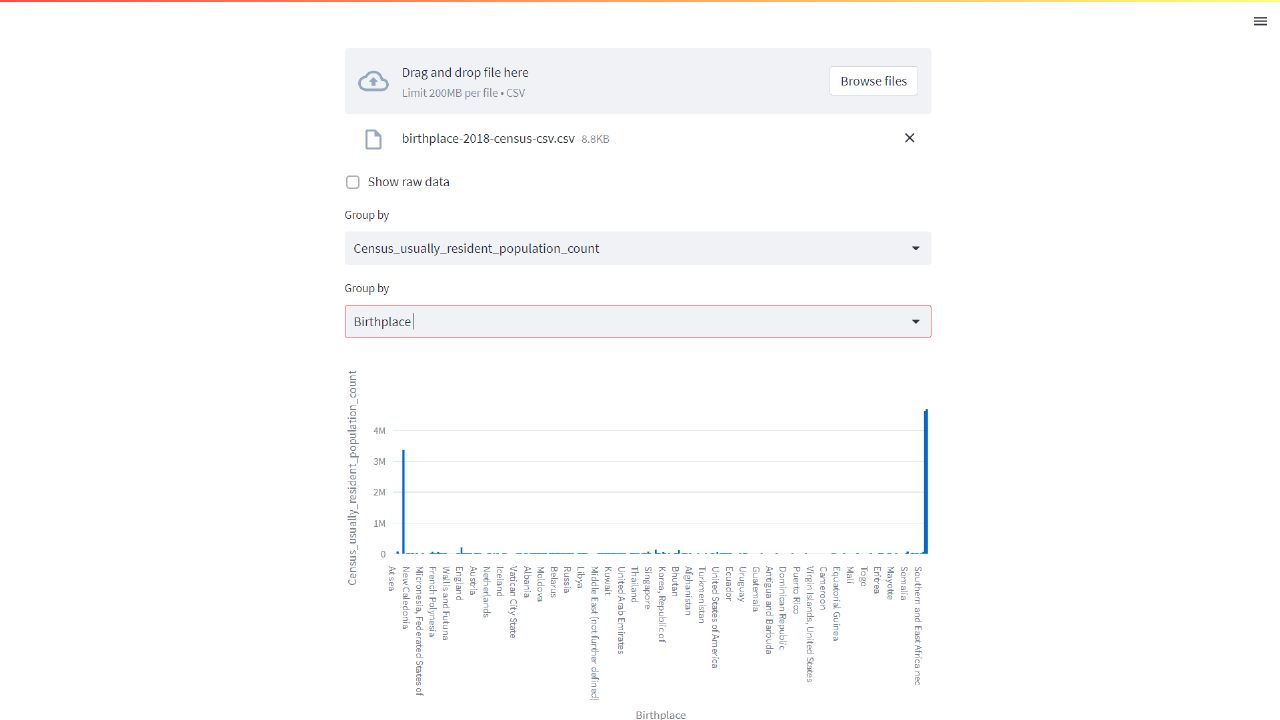 Drag and drop file here
Limit 200MB per file • CSV
Browse files
birthplace-2018-census-csv.csv 8.8KB
Show raw data
Group by
Census_usually_resident_population_count
Group by
Birthplace
Census_usually_resident_population_count
4M
3M
2M
1M
0
At sea
New Caledonia
Micronesia, Federated States of
French Polynesia
Wallis and Futuna
England
Austria
Netherlands
Iceland
Vatican City State
Albania
Moldova
Belarus
Russia
Libya
Middle East (not further defined)
Kuwait
United Arab Emirates
Thailand
Singapore
Korea, Republic of
Bhutan
Afghanistan
Turkmenistan
United States of America
Ecuador
Uruguay
Guatemala
Antigua and Barbuda
Dominican Republic
Puerto Rico
Virgin Islands, United States
Cameroon
Equatorial Guinea
Mali
Togo
Eritrea
Mayotte
Somalia
Southern and East Africa nec
Birthplace